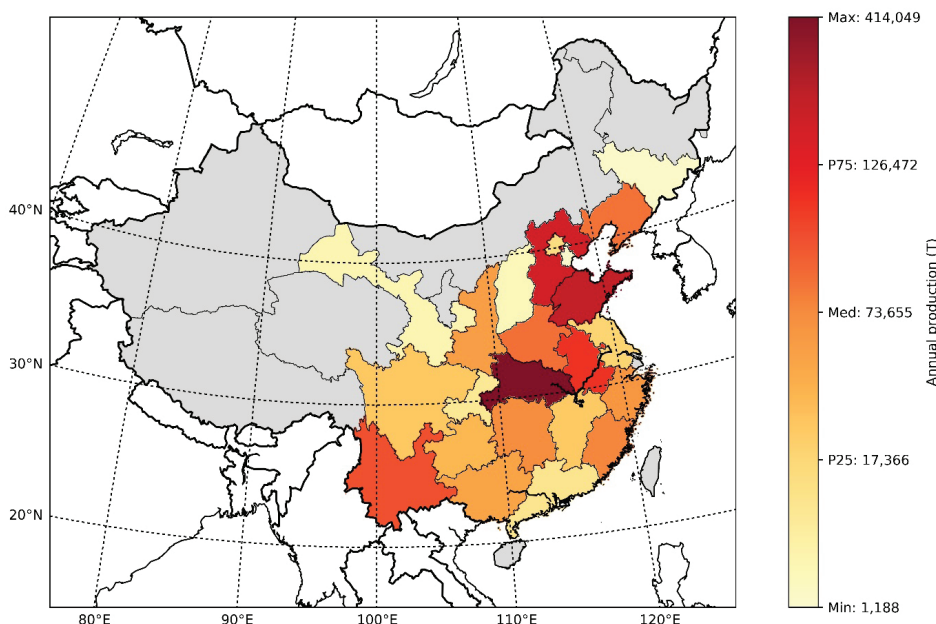 40°N
30°N
20°N
80°E
90°E
100°E
110°E
120°E
Max: 414,049
P75: 126,472
Med: 73,655
P25: 17,366
Min: 1,188
Annual production (T)